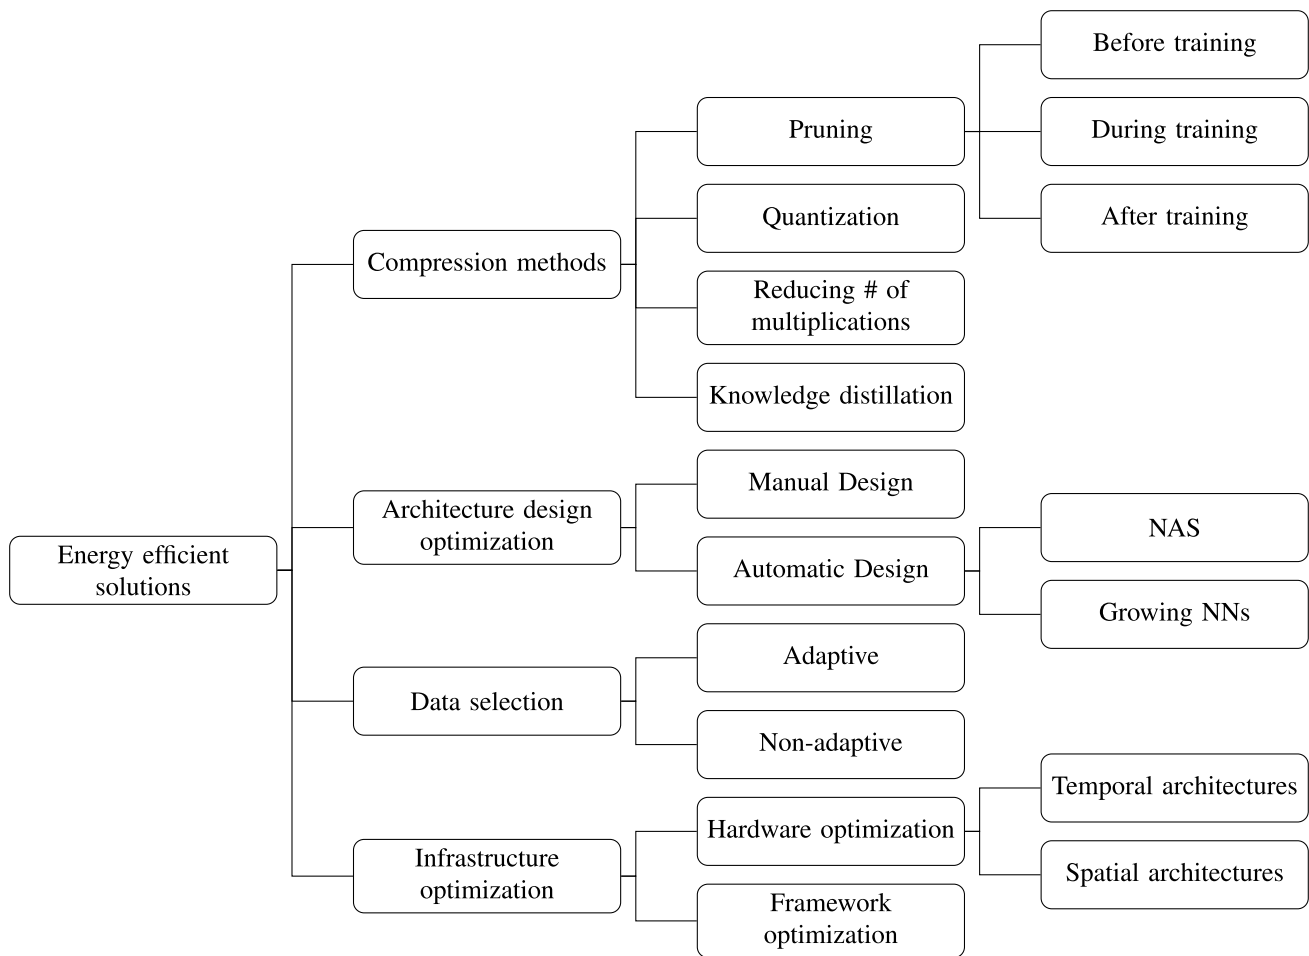 Energy efficient
solutions
Compression methods
Pruning
Before training
During training
After training
Quantization
Reducing # of
multiplications
Knowledge distillation
Architecture design
optimization
Manual Design
Automatic Design
NAS
Growing NNs
Data selection
Adaptive
Non-adaptive
Infrastructure
optimization
Hardware optimization
Temporal architectures
Spatial architectures
Framework
optimization